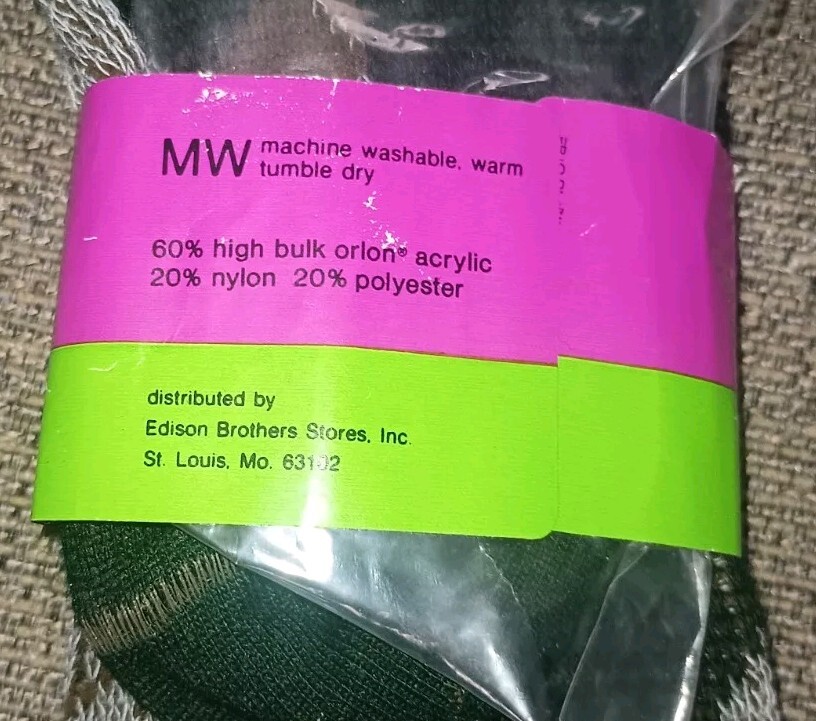 MW machine washable, warm
tumble dry
60% high bulk orlon® acrylic
20% nylon 20% polyester
distributed by
Edison Brothers Stores, Inc.
St. Louis, Mo. 63102